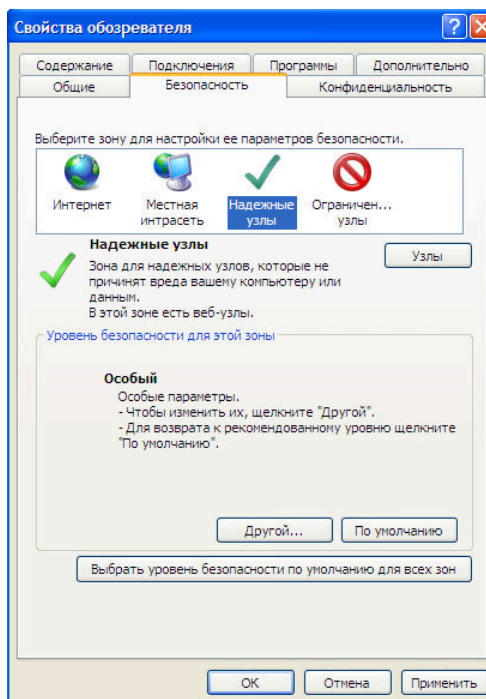 Свойства обозревателя
Содержание Подключения Программы Дополнительно
Общие Безопасность Конфиденциальность
Выберите зону для настройки ее параметров безопасности.
Интернет Местная интрасеть Надежные узлы Ограничен... узлы
Надежные узлы
Узлы
Зона для надежных узлов, которые не
причинят вреда вашему компьютеру или
данным.
В этой зоне есть веб-узлы.
Уровень безопасности для этой зоны
Особый
Особые параметры.
- Чтобы изменить их, щелкните "Другой".
- Для возврата к рекомендованному уровню щелкните
"По умолчанию".
Другой... По умолчанию
Выбрать уровень безопасности по умолчанию для всех зон
ОК Отмена Применить